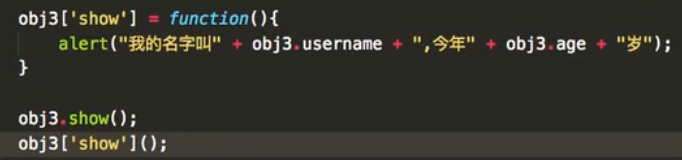 obj3['show'] = function(){
    alert("我的名字叫" + obj3.username + ",今年" + obj3.age + "岁");
}
obj3.show();
obj3['show']();